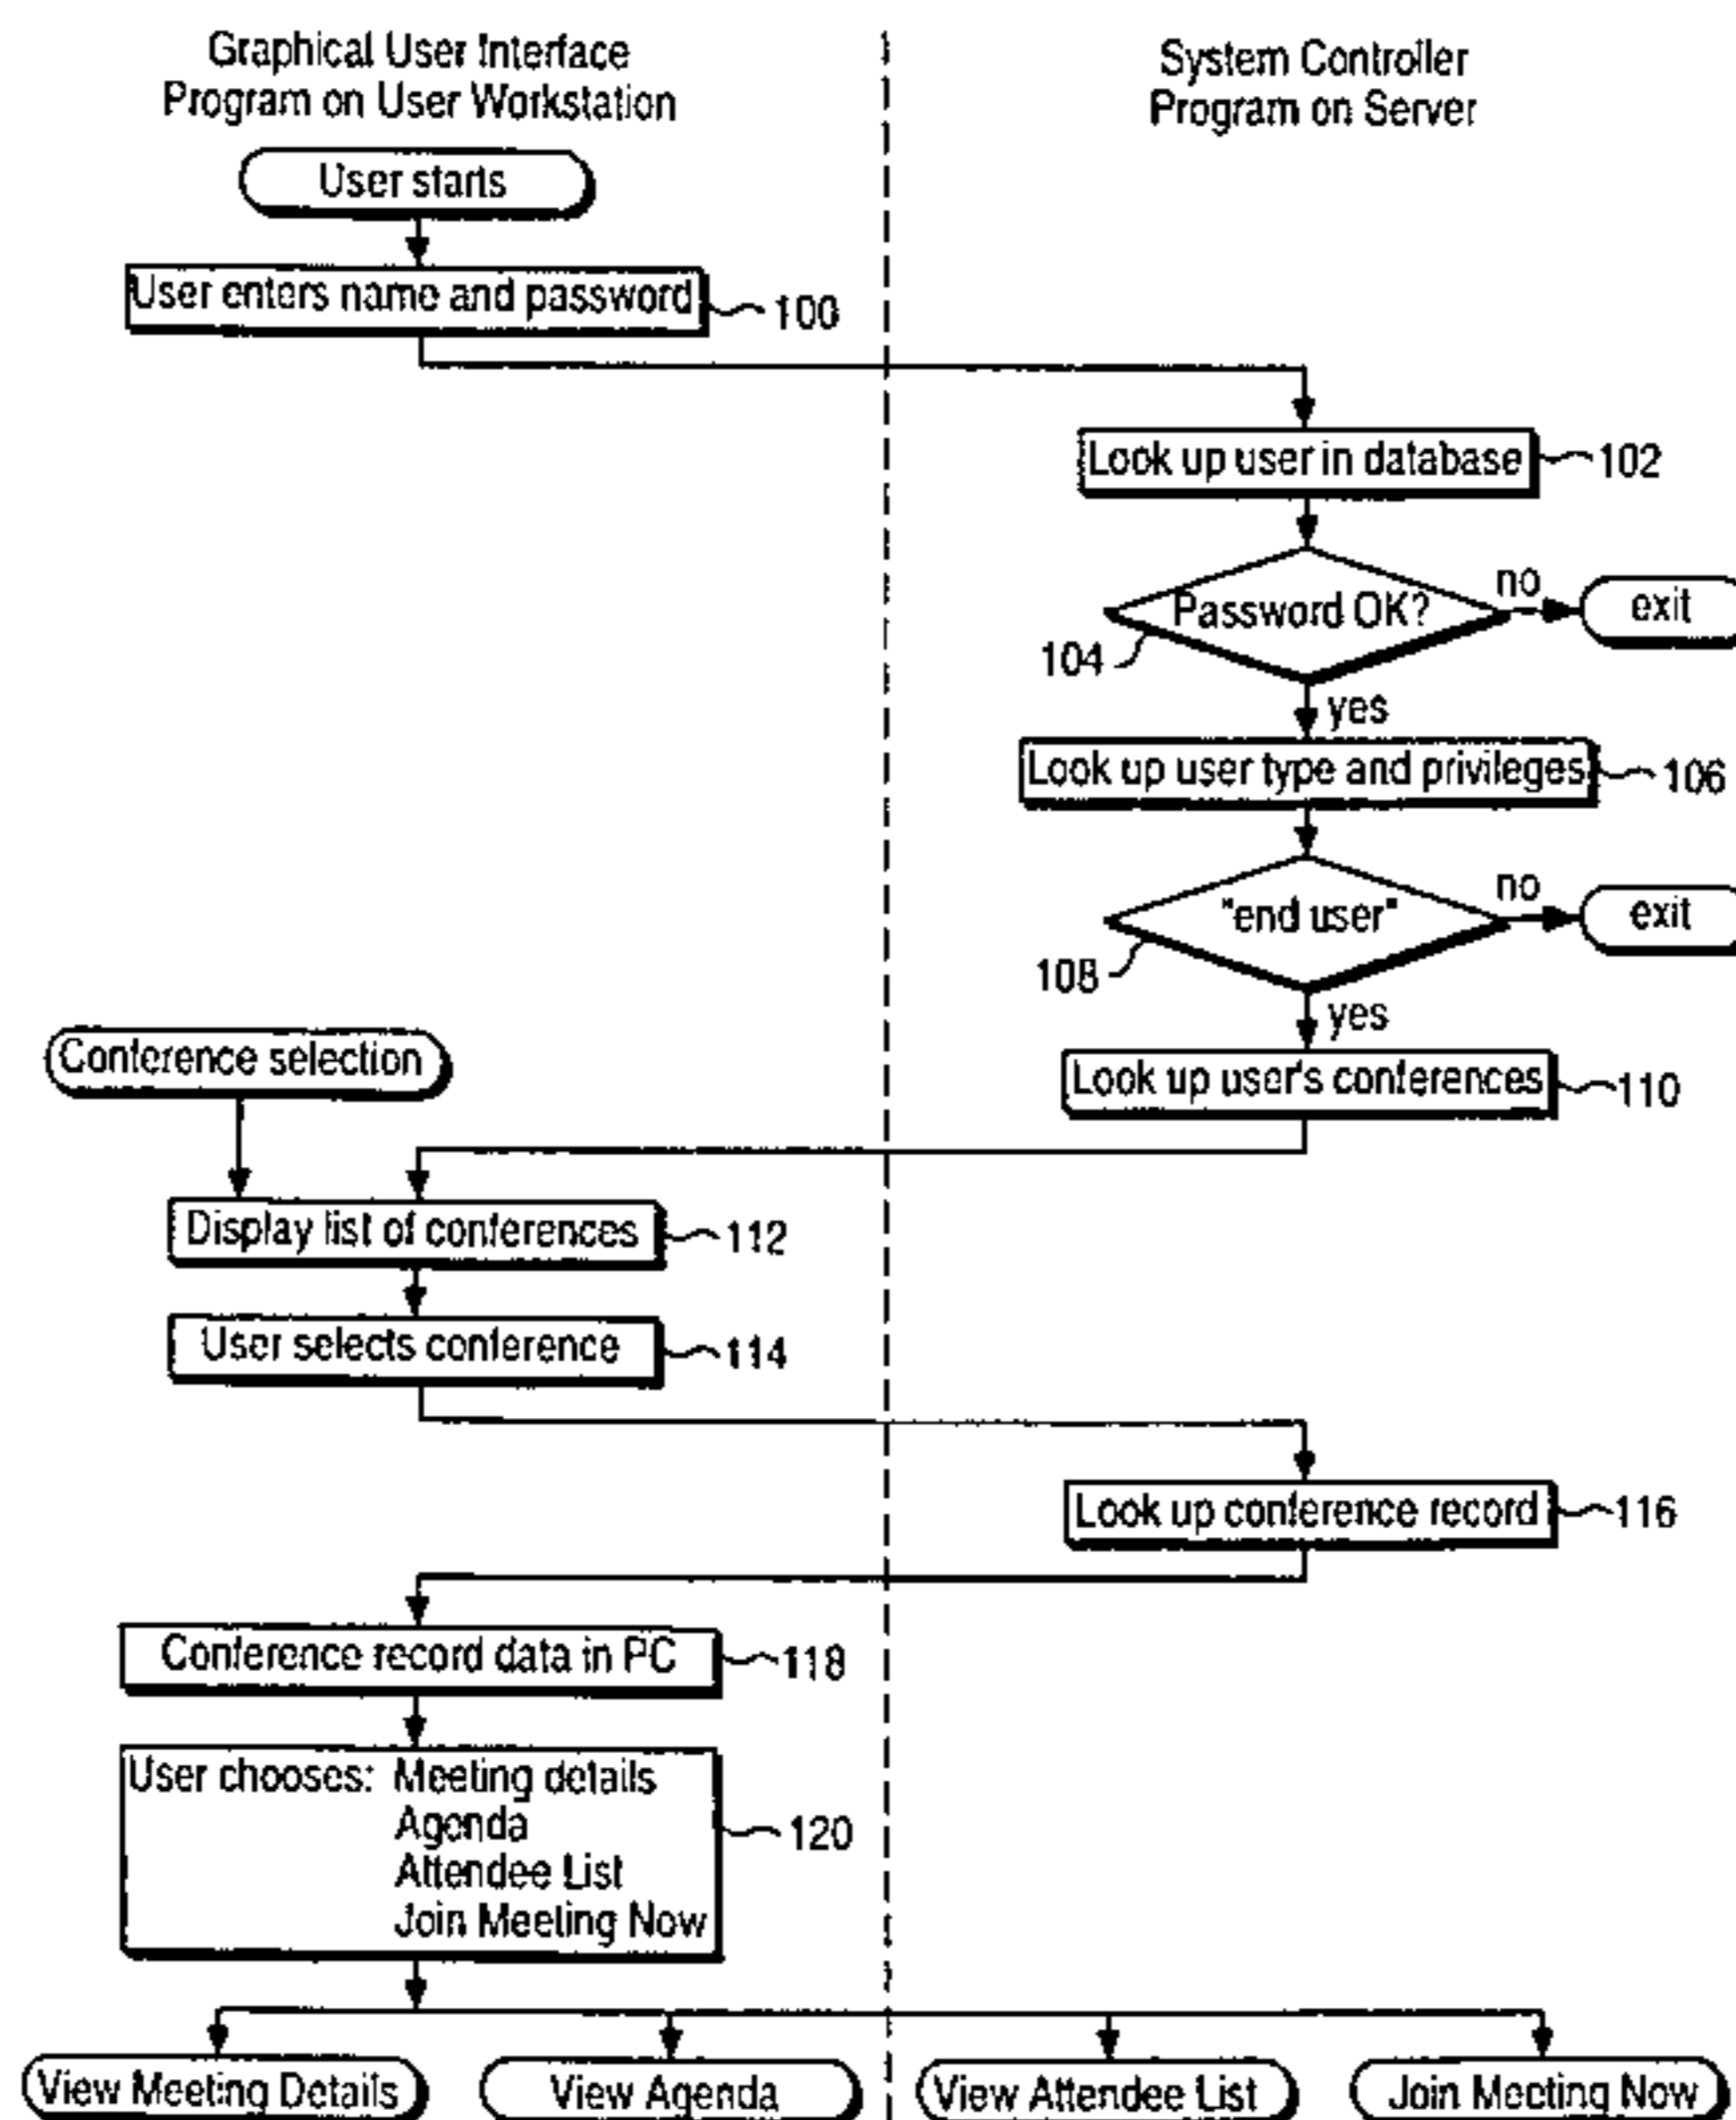 Graphical User Interface
Program on User Workstation
System Controller
Program on Server
User starts
User enters name and password
100
Look up user in database
102
Password OK?
no
exit
104
yes
Look up user type and privileges
106
"end user"
no
exit
108
yes
Conference selection
Look up user's conferences
110
Display list of conferences
112
User selects conference
114
Look up conference record
116
Conference record data in PC
118
User chooses: Meeting details
Agenda
Attendee List
Join Meeting Now
120
View Meeting Details
View Agenda
View Attendee List
Join Meeting Now